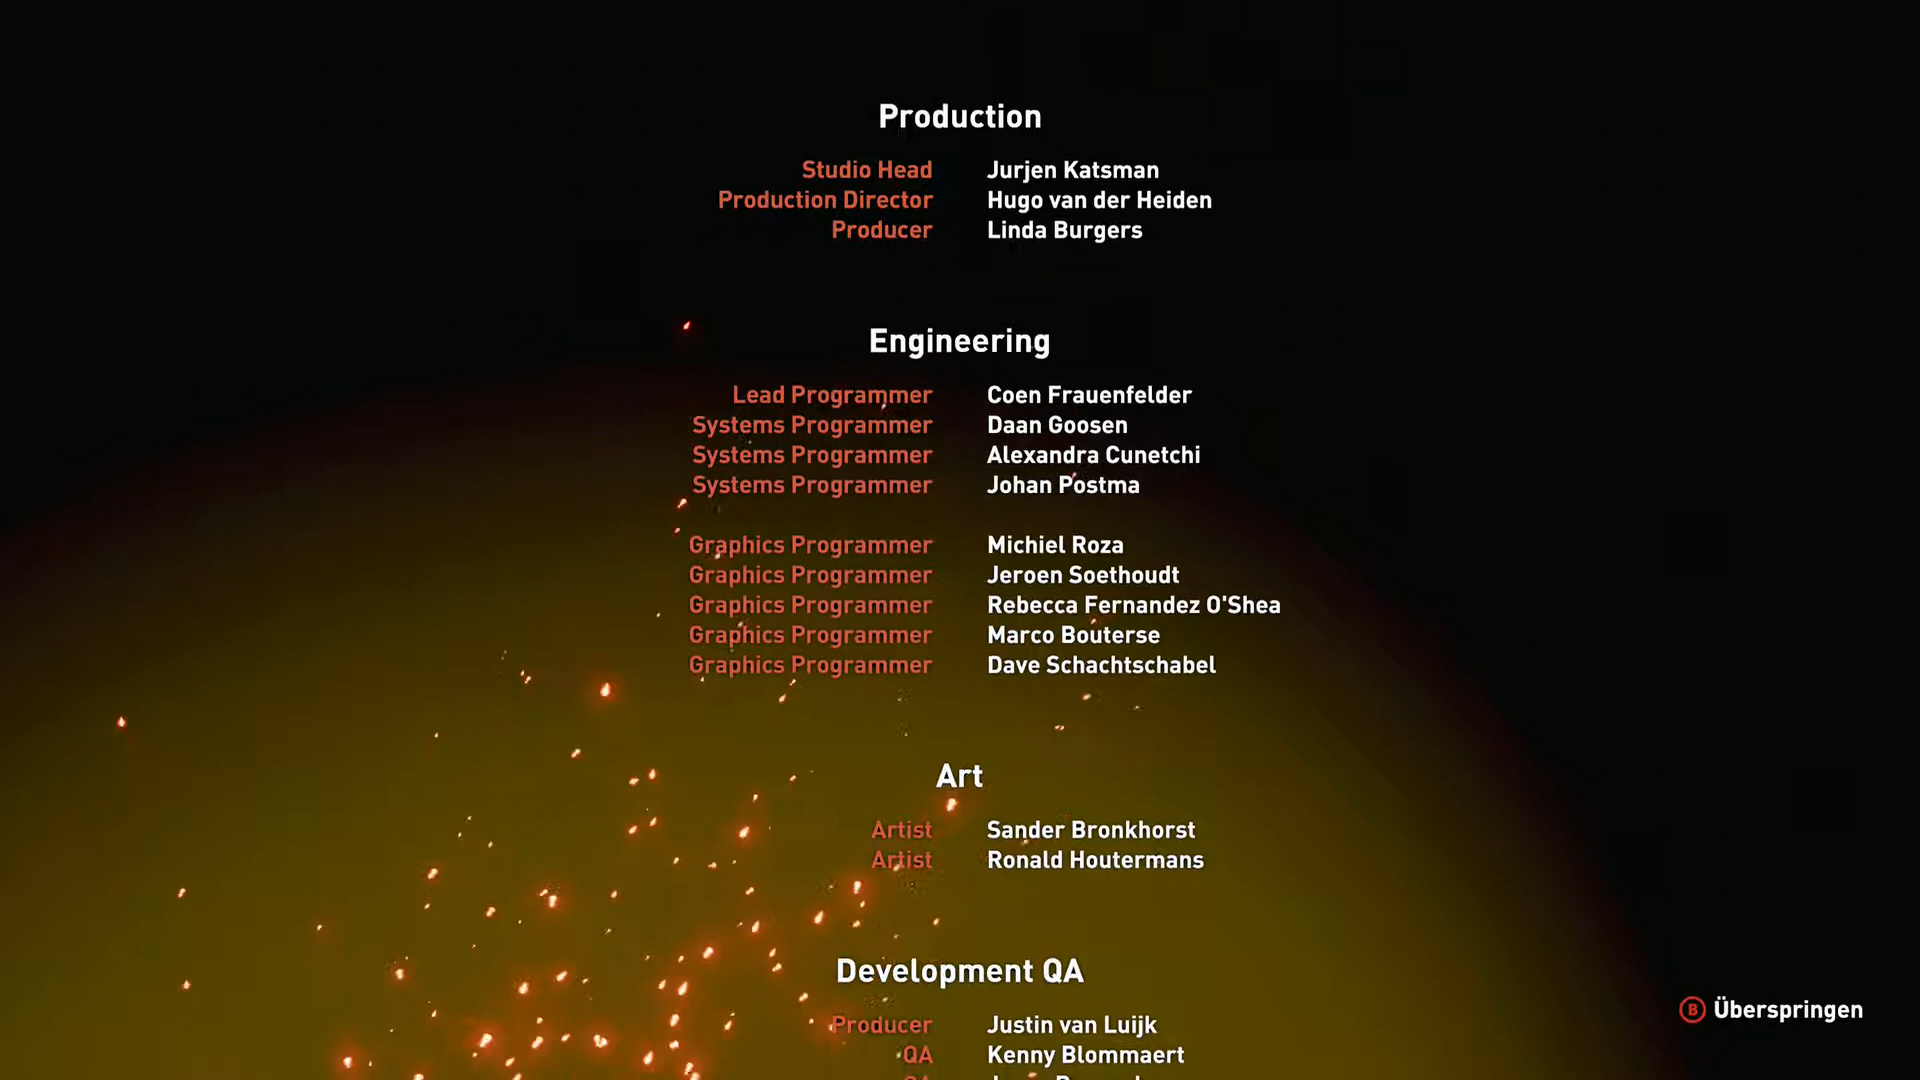 Production
Studio Head Jurjen Katsman
Production Director Hugo van der Heiden
Producer Linda Burgers
Engineering
Lead Programmer Coen Frauenfelder
Systems Programmer Daan Goosen
Systems Programmer Alexandra Cunetchi
Systems Programmer Johan Postma
Graphics Programmer Michiel Roza
Graphics Programmer Jeroen Soethoudt
Graphics Programmer Rebecca Fernandez O'Shea
Graphics Programmer Marco Bouterse
Graphics Programmer Dave Schachtschabel
Art
Artist Sander Bronkhorst
Artist Ronald Houtermans
Development QA
Producer Justin van Luijk
QA Kenny Blommaert
B Überspringen